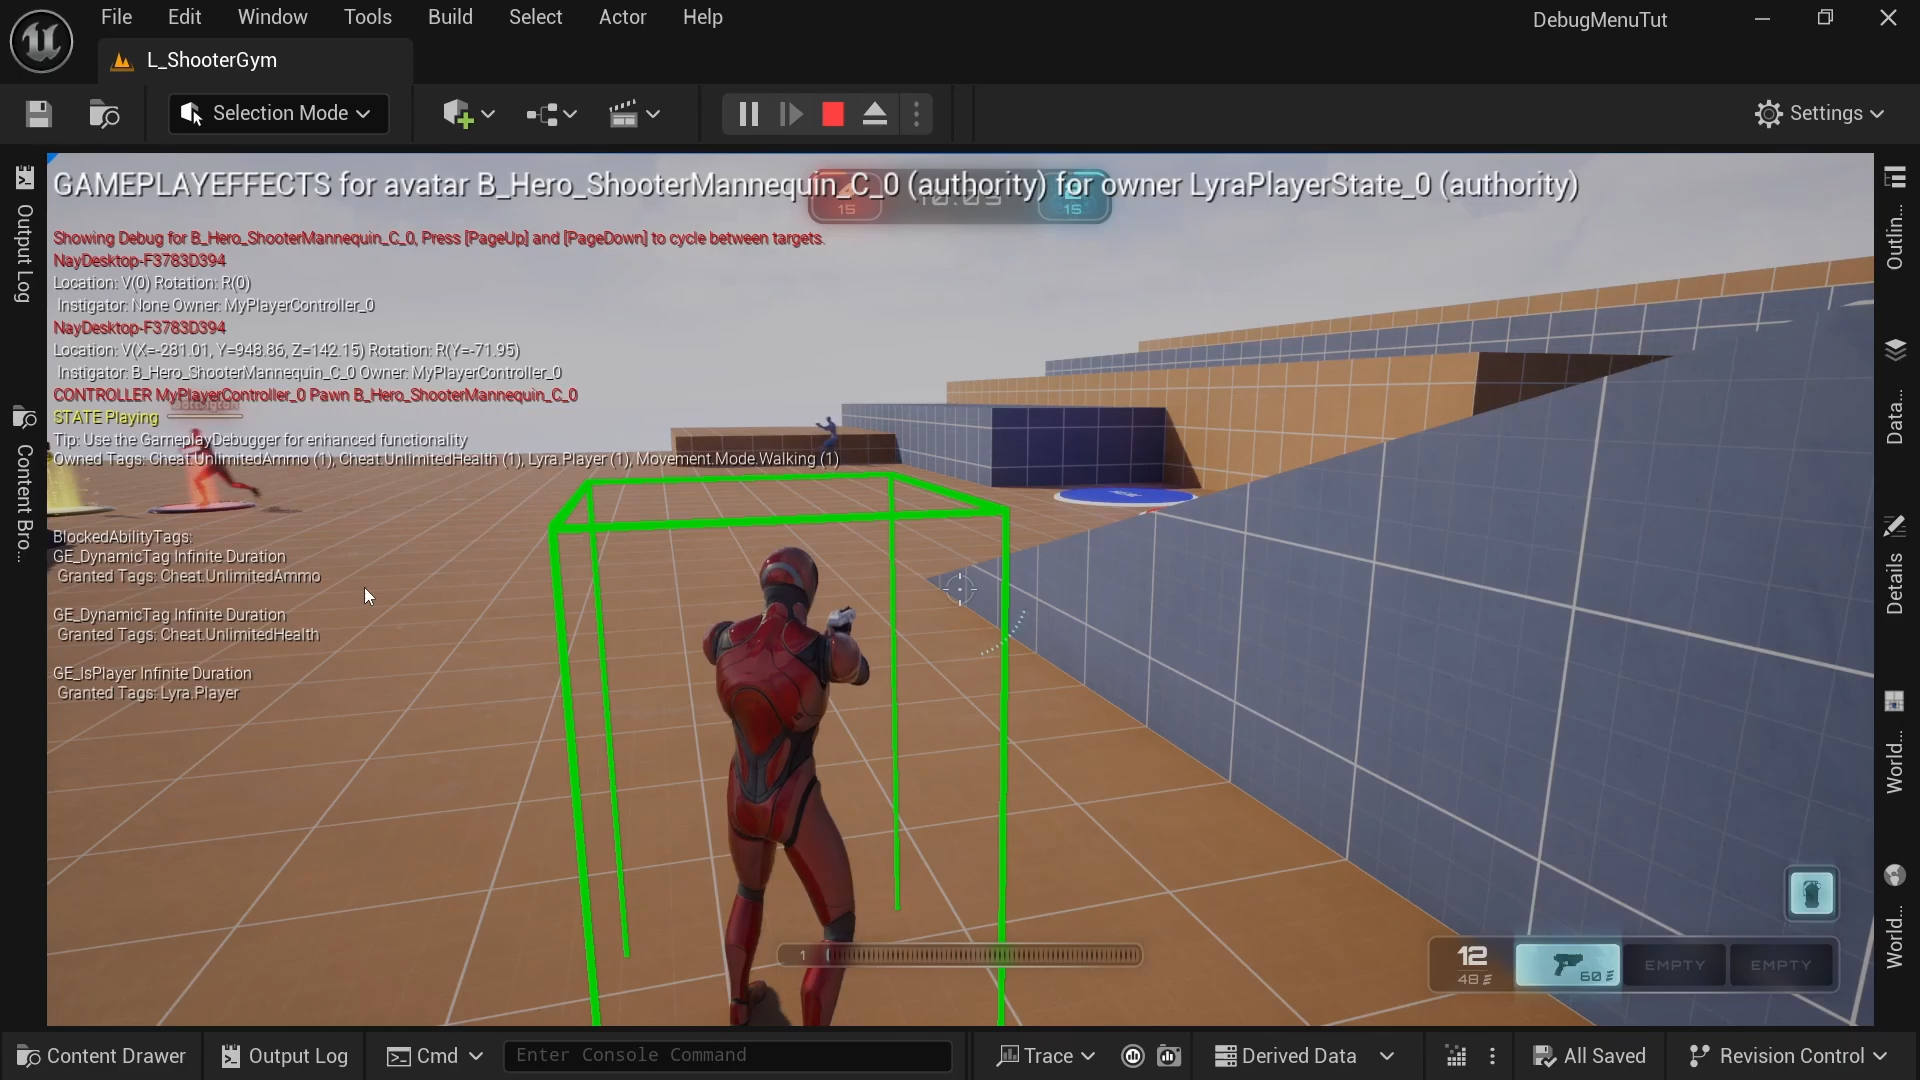 File Edit Window Tools Build Select Actor Help
DebugMenuTut
L_ShooterGym
Selection Mode
Settings
GAMEPLAYEFFECTS for avatar B_Hero_ShooterMannequin_C_0 (authority) for owner LyraPlayerState_0 (authority)
15
15
Showing Debug for B_Hero_ShooterMannequin_C_0, Press [PageUp] and [PageDown] to cycle between targets.
NayDesktop-F3783D394
Location: V(0) Rotation: R(0)
Instigator: None Owner: MyPlayerController_0
NayDesktop-F3783D394
Location: V(X=-281.01, Y=948.86, Z=142.15) Rotation: R(Y=-71.95)
Instigator: B_Hero_ShooterMannequin_C_0 Owner: MyPlayerController_0
CONTROLLER MyPlayerController_0 Pawn B_Hero_ShooterMannequin_C_0
STATE Playing
Tip: Use the GameplayDebugger for enhanced functionality
Owned Tags: Cheat.UnlimitedAmmo (1), Cheat.UnlimitedHealth (1), Lyra.Player (1), Movement.Mode.Walking (1)
BlockedAbilityTags:
GE_DynamicTag Infinite Duration
Granted Tags: Cheat.UnlimitedAmmo
GE_DynamicTag Infinite Duration
Granted Tags: Cheat.UnlimitedHealth
GE_IsPlayer Infinite Duration
Granted Tags: Lyra.Player
Output Log
Content Bro...
Outlin...
Data...
Details
World...
World...
1
12
48
60
EMPTY
EMPTY
Content Drawer
Output Log
Cmd
Enter Console Command
Trace
Derived Data
All Saved
Revision Control